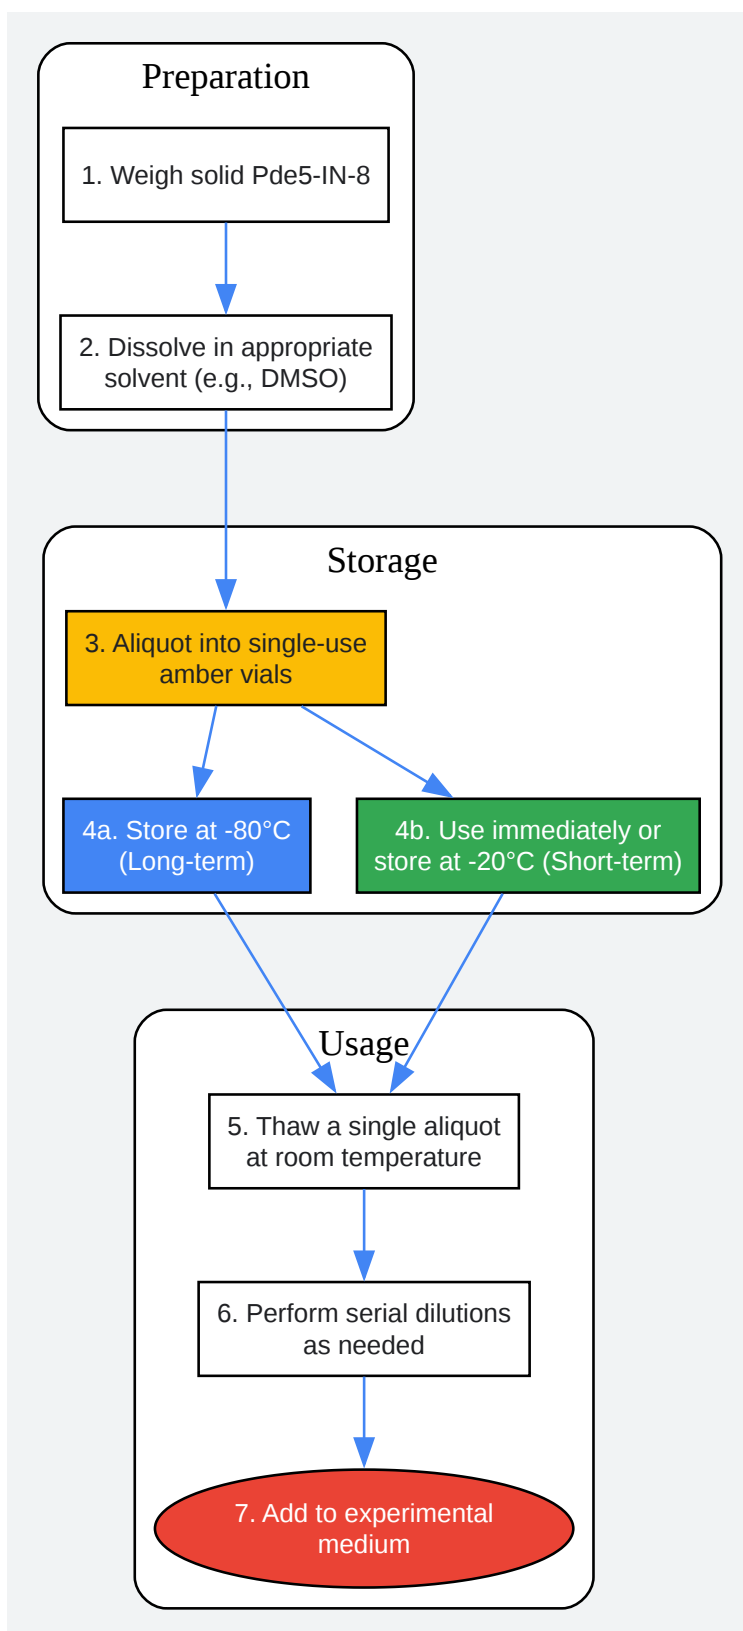 Preparation
1. Weigh solid Pde5-IN-8
2. Dissolve in appropriate
solvent (e.g., DMSO)
Storage
3. Aliquot into single-use
amber vials
4a. Store at -80°C
(Long-term)
4b. Use immediately or
store at -20°C (Short-term)
Usage
5. Thaw a single aliquot
at room temperature
6. Perform serial dilutions
as needed
7. Add to experimental
medium